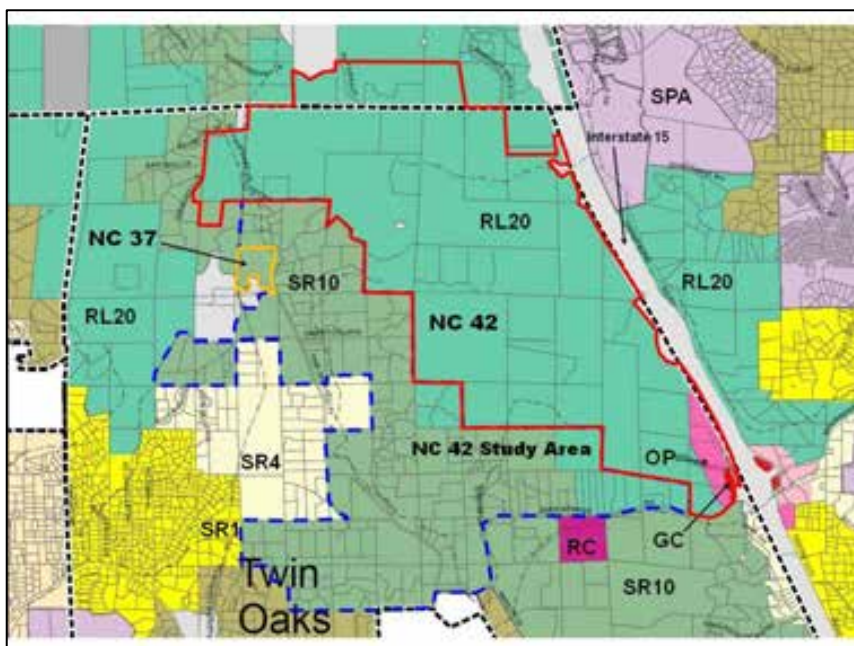 SPA
Interstate 15
NC 37
RL20
SR10
RL20
RL20
NC 42
NC 42 Study Area
OP
SR4
GC
SR1
RC
Twin
Oaks
SR10